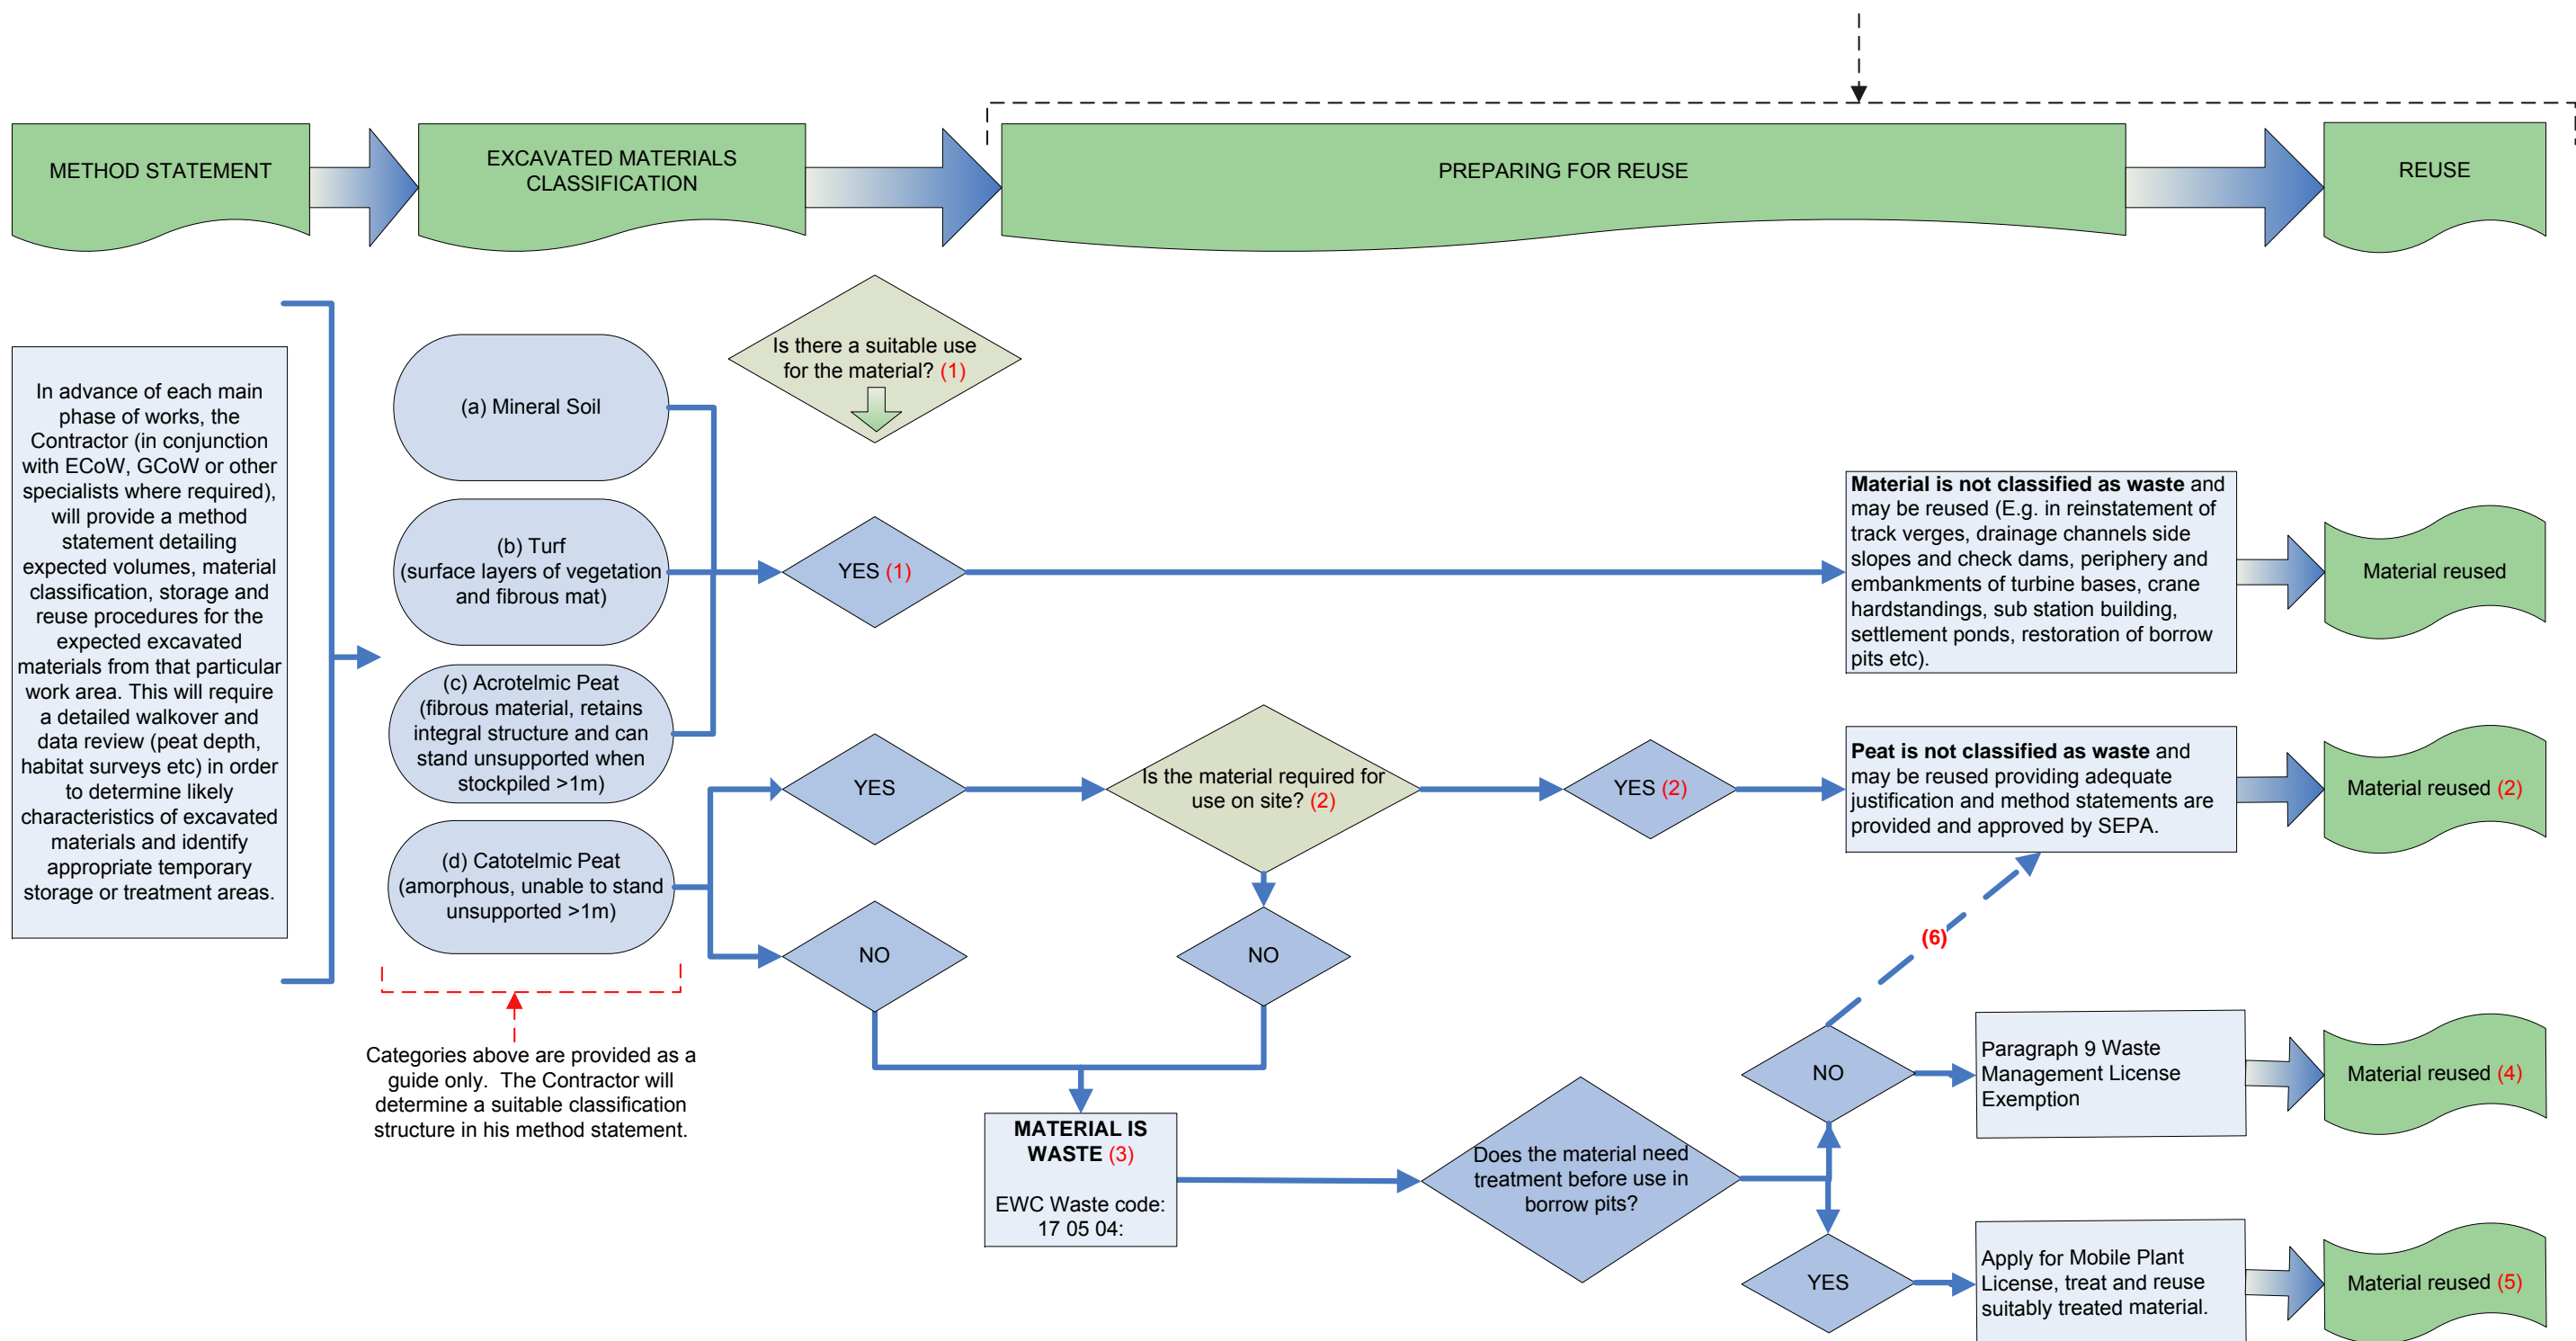 METHOD STATEMENT
EXCAVATED MATERIALS
CLASSIFICATION
PREPARING FOR REUSE
REUSE
In advance of each main
phase of works, the
Contractor (in conjunction
with ECoW, GCoW or other
specialists where required),
will provide a method
statement detailing
expected volumes, material
classification, storage and
reuse procedures for the
expected excavated
materials from that particular
work area. This will require
a detailed walkover and
data review (peat depth,
habitat surveys etc) in order
to determine likely
characteristics of excavated
materials and identify
appropriate temporary
storage or treatment areas.
(a) Mineral Soil
(b) Turf
(surface layers of vegetation
and fibrous mat)
(c) Acrotelmic Peat
(fibrous material, retains
integral structure and can
stand unsupported when
stockpiled >1m)
(d) Catotelmic Peat
(amorphous, unable to stand
unsupported >1m)
Categories above are provided as a
guide only.  The Contractor will
determine a suitable classification
structure in his method statement.
Is there a suitable use
for the material? (1)
YES (1)
Material is not classified as waste and
may be reused (E.g. in reinstatement of
track verges, drainage channels side
slopes and check dams, periphery and
embankments of turbine bases, crane
hardstandings, sub station building,
settlement ponds, restoration of borrow
pits etc).
Material reused
YES
Is the material required for
use on site? (2)
YES (2)
Peat is not classified as waste and
may be reused providing adequate
justification and method statements are
provided and approved by SEPA.
Material reused (2)
NO
NO
(6)
MATERIAL IS
WASTE (3)
EWC Waste code:
17 05 04:
Does the material need
treatment before use in
borrow pits?
NO
Paragraph 9 Waste
Management License
Exemption
Material reused (4)
YES
Apply for Mobile Plant
License, treat and reuse
suitably treated material.
Material reused (5)